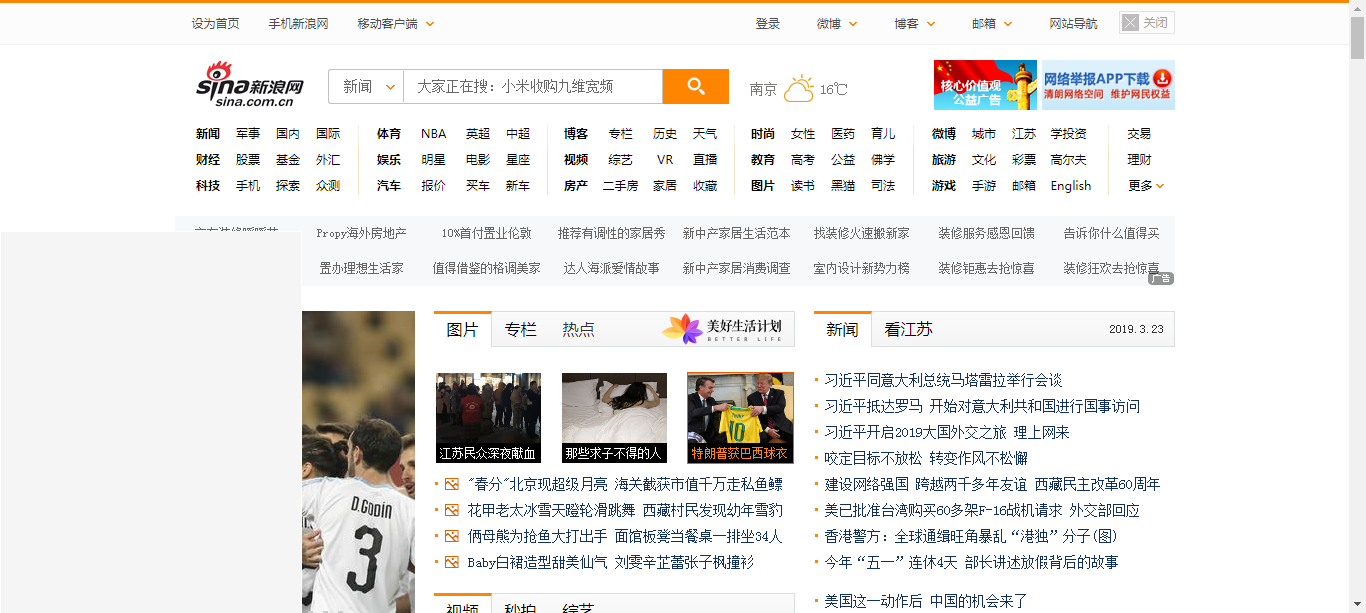 设为首页 手机新浪网 移动客户端 登录 微博 博客 邮箱 网站导航 关闭
sina新浪网
sina.com.cn
新闻 大家正在搜：小米收购九维宽频
南京 16℃
核心价值观
公益广告
网络举报APP下载
清朗网络空间 维护网民权益
新闻 军事 国内 国际 体育 NBA 英超 中超 博客 专栏 历史 天气 时尚 女性 医药 育儿 微博 城市 江苏 学投资 交易
财经 股票 基金 外汇 娱乐 明星 电影 星座 视频 综艺 VR 直播 教育 高考 公益 佛学 旅游 文化 彩票 高尔夫 理财
科技 手机 探索 众测 汽车 报价 买车 新车 房产 二手房 家居 收藏 图片 读书 黑猫 司法 游戏 手游 邮箱 English 更多
Propy海外房地产 10%首付置业伦敦 推荐有调性的家居秀 新中产家居生活范本 找装修火速搬新家 装修服务感恩回馈 告诉你什么值得买
置办理想生活家 值得借鉴的格调美家 达人海派爱情故事 新中产家居消费调查 室内设计新势力榜 装修钜惠去抢惊喜 装修狂欢去抢惊喜
广告
图片 专栏 热点
美好生活计划
BETTER LIFE
江苏民众深夜献血 那些求子不得的人 特朗普获巴西球衣
"春分"北京现超级月亮 海关截获市值千万走私鱼鳔
花甲老太冰雪天蹬轮滑跳舞 西藏村民发现幼年雪豹
俩母熊为抢鱼大打出手 面馆板凳当餐桌一排坐34人
Baby白裙造型甜美仙气 刘雯辛芷蕾张子枫撞衫
视频 秒拍 综艺
新闻 看江苏 2019.3.23
习近平同意大利总统马塔雷拉举行会谈
习近平抵达罗马 开始对意大利共和国进行国事访问
习近平开启2019大国外交之旅 理上网来
咬定目标不放松 转变作风不松懈
建设网络强国 跨越两千多年友谊 西藏民主改革60周年
美已批准台湾购买60多架F-16战机请求 外交部回应
香港警方：全球通缉旺角暴乱“港独”分子(图)
今年“五一”连休4天 部长讲述放假背后的故事
美国这一动作后 中国的机会来了
D.GODIN
3